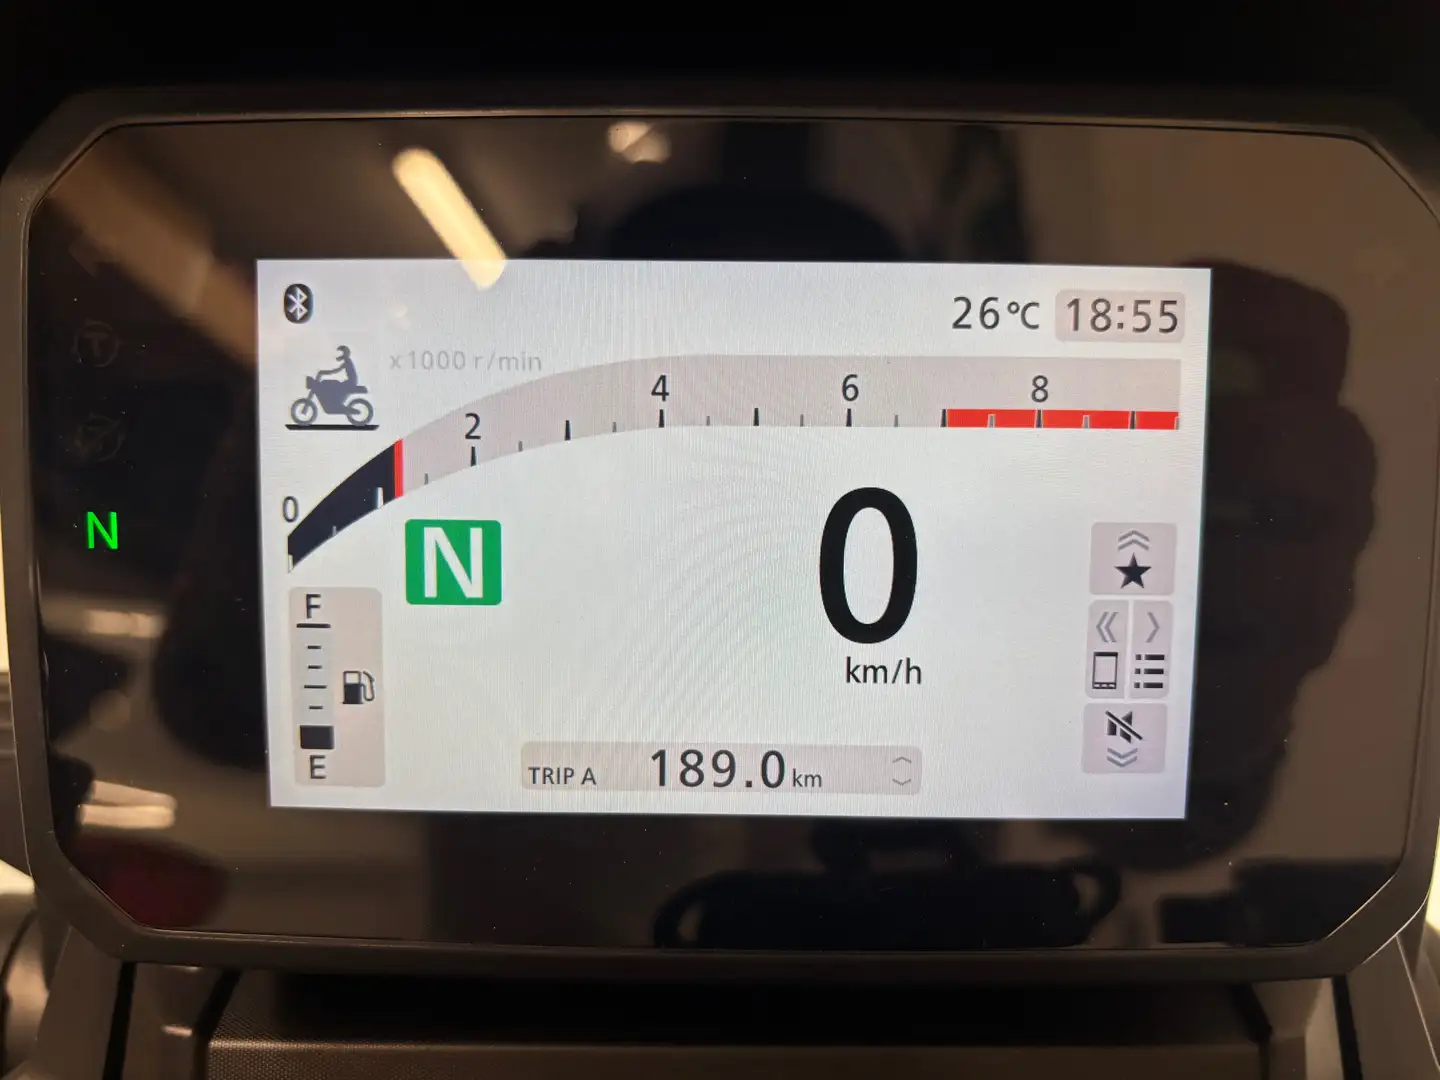 26°C 18:55
x1000 r/min
0 2 4 6 8
N
N
0
km/h
F
E
TRIP A 189.0 km